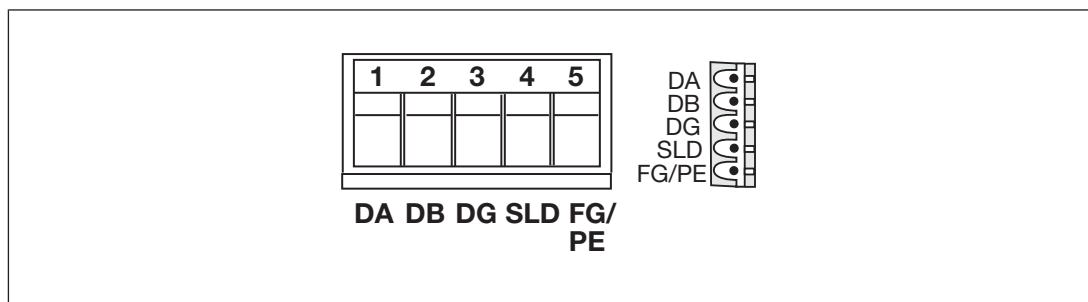 1 2 3 4 5
DA DB DG SLD FG/
PE
DA
DB
DG
SLD
FG/PE